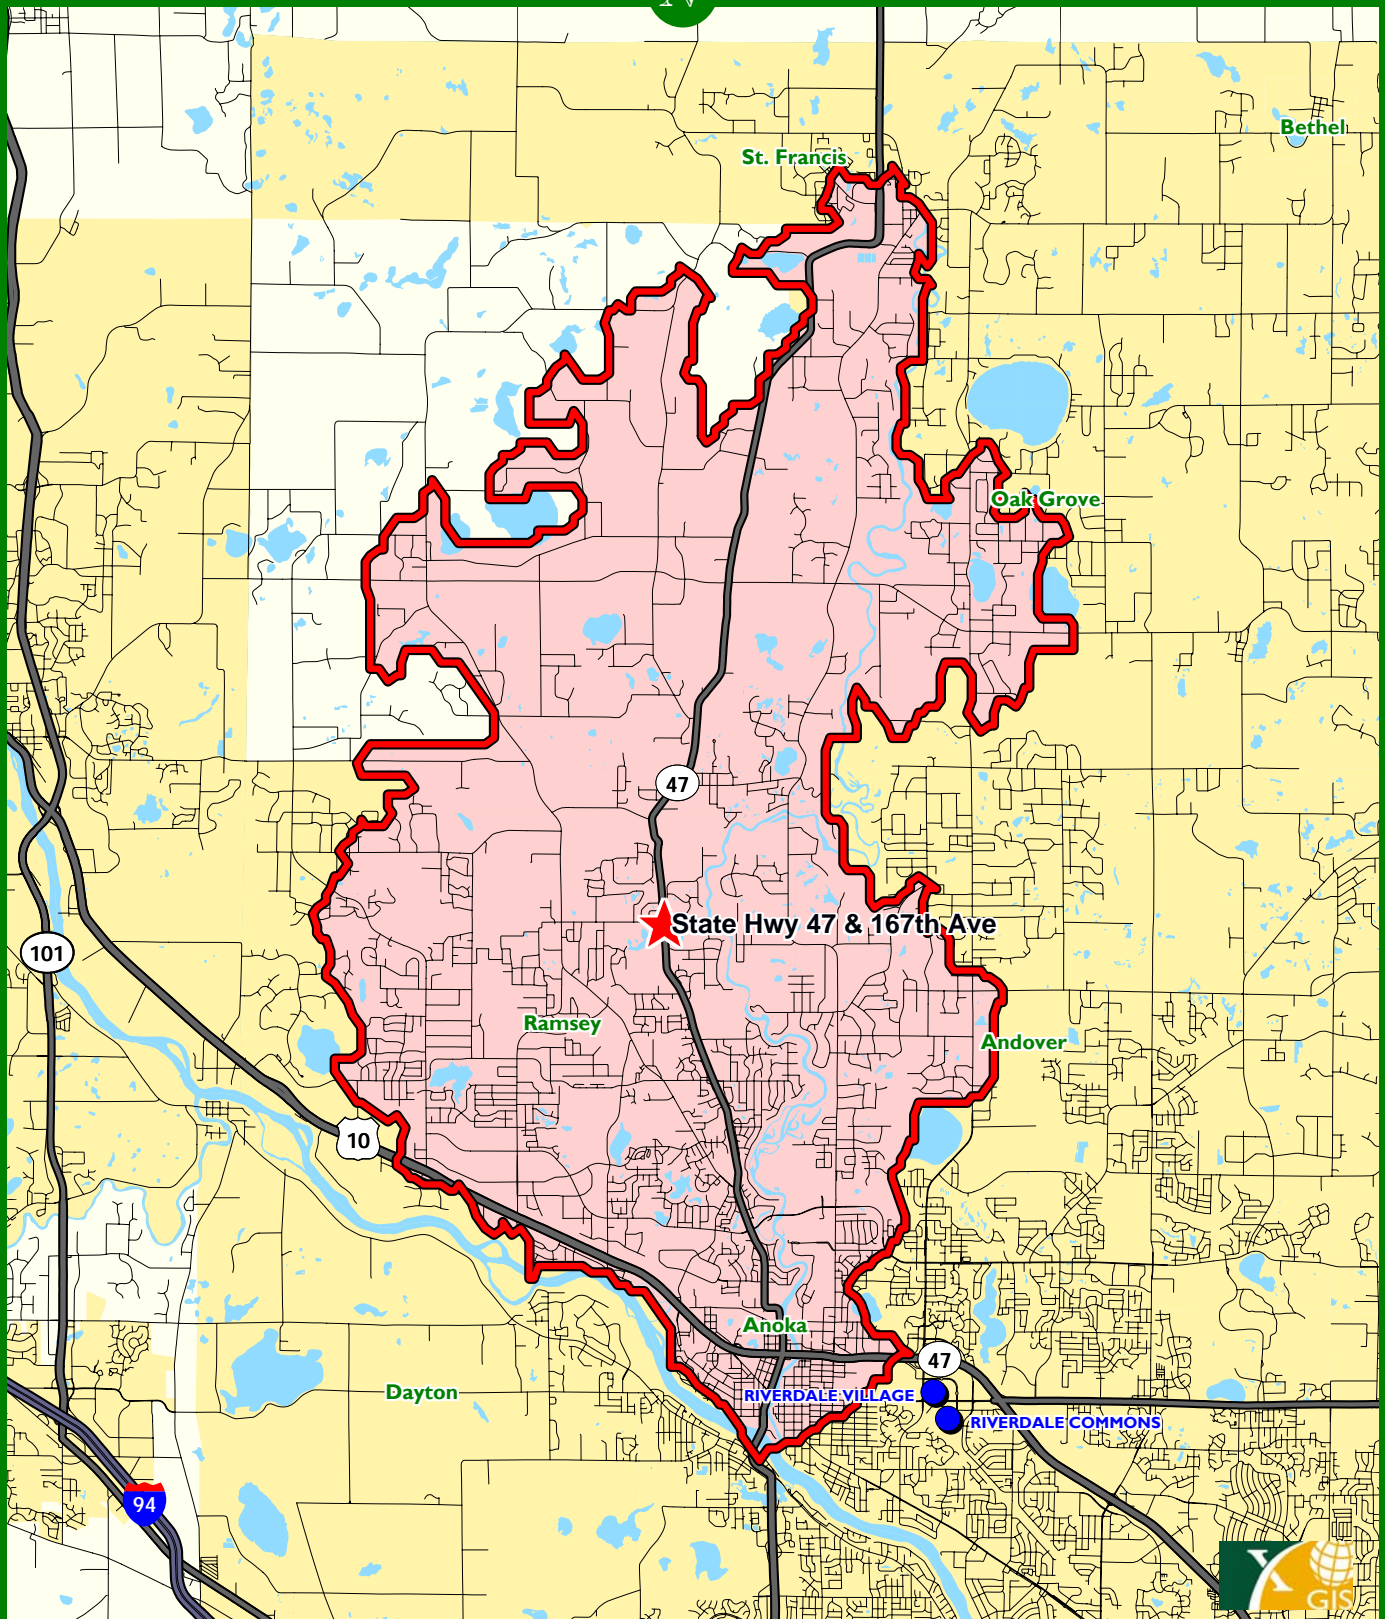 Bethel
St. Francis
Oak Grove
47
State Hwy 47 & 167th Ave
101
Ramsey
Andover
10
Anoka
47
Dayton
RIVERDALE VILLAGE
RIVERDALE COMMONS
94
X
GIS